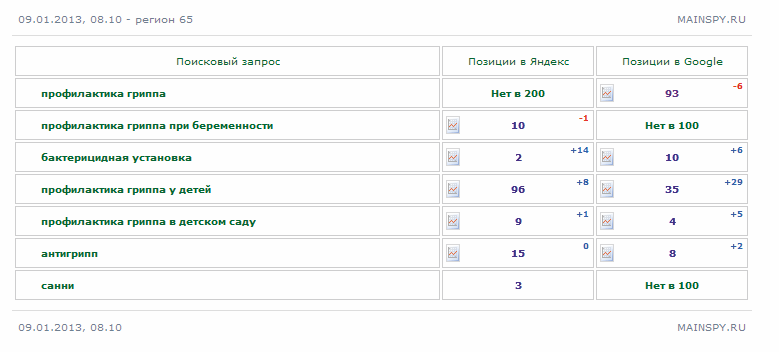 09.01.2013, 08.10 - регион 65 MAINSPY.RU
Поисковый запрос Позиции в Яндекс Позиции в Google
профилактика гриппа Нет в 200 93 -6
профилактика гриппа при беременности 10 -1 Нет в 100
бактерицидная установка 2 +14 10 +6
профилактика гриппа у детей 96 +8 35 +29
профилактика гриппа в детском саду 9 +1 4 +5
антигрипп 15 0 8 +2
санни 3 Нет в 100
09.01.2013, 08.10 MAINSPY.RU